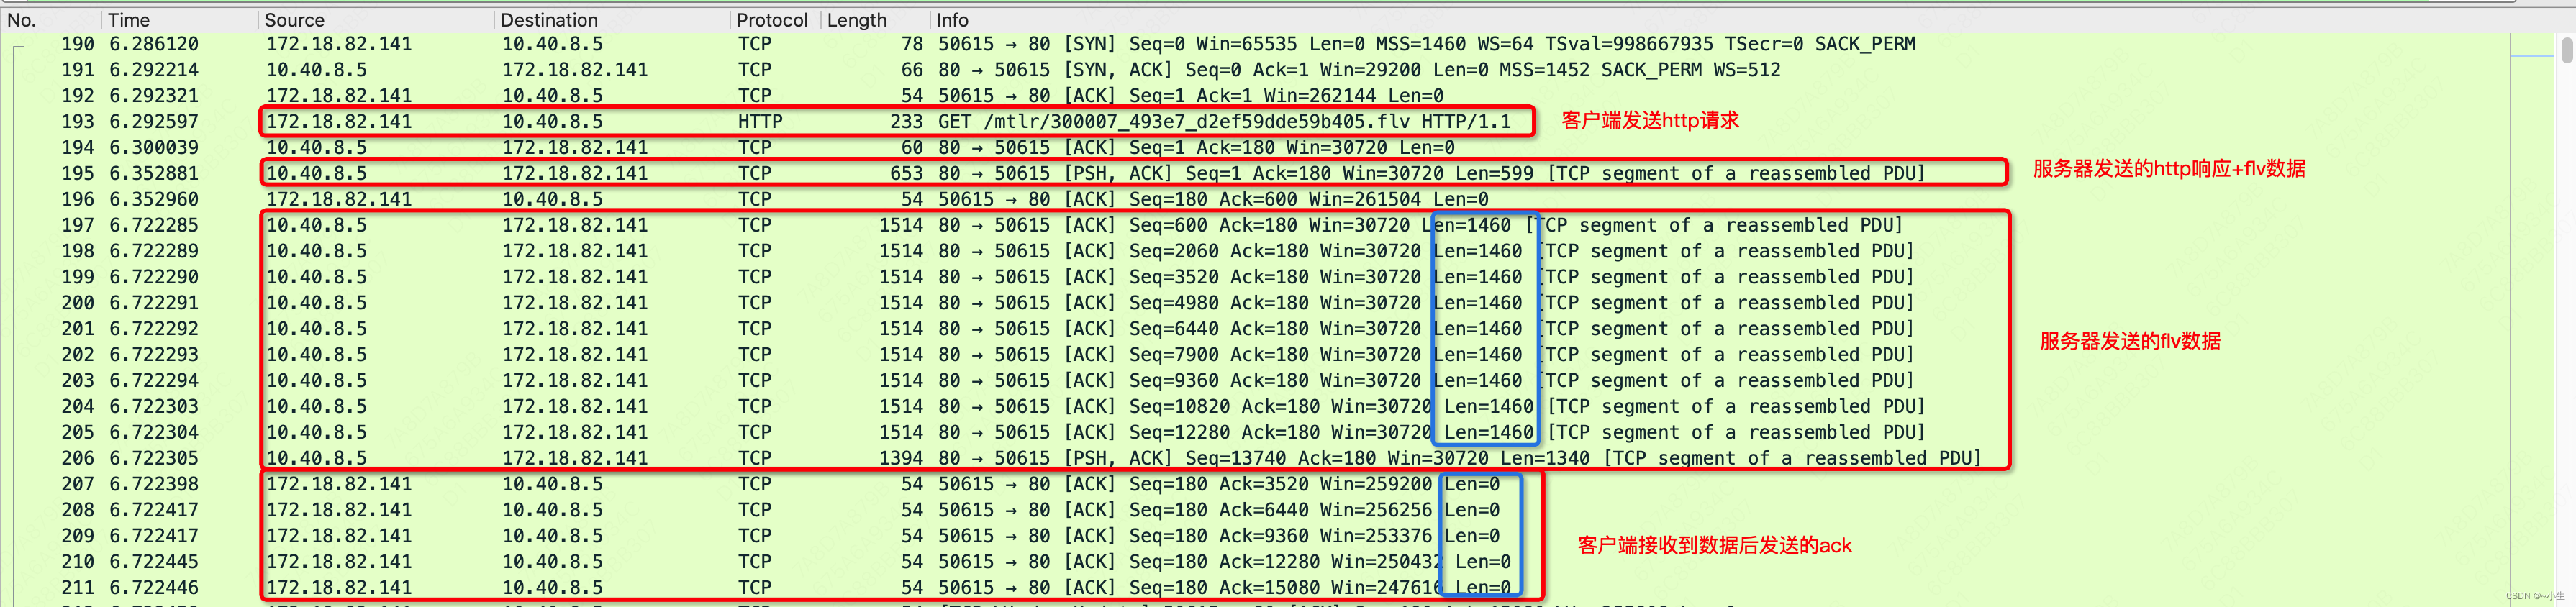 No. Time Source Destination Protocol Length Info
190 6.286120 172.18.82.141 10.40.8.5 TCP 78 50615 → 80 [SYN] Seq=0 Win=65535 Len=0 MSS=1460 WS=64 TSval=998667935 TSecr=0 SACK_PERM
191 6.292214 10.40.8.5 172.18.82.141 TCP 66 80 → 50615 [SYN, ACK] Seq=0 Ack=1 Win=29200 Len=0 MSS=1452 SACK_PERM WS=512
192 6.292321 172.18.82.141 10.40.8.5 TCP 54 50615 → 80 [ACK] Seq=1 Ack=1 Win=262144 Len=0
193 6.292597 172.18.82.141 10.40.8.5 HTTP 233 GET /mtlr/300007_493e7_d2ef59dde59b405.flv HTTP/1.1 客户端发送http请求
194 6.300039 10.40.8.5 172.18.82.141 TCP 60 80 → 50615 [ACK] Seq=1 Ack=180 Win=30720 Len=0
195 6.352881 10.40.8.5 172.18.82.141 TCP 653 80 → 50615 [PSH, ACK] Seq=1 Ack=180 Win=30720 Len=599 [TCP segment of a reassembled PDU] 服务器发送的http响应+flv数据
196 6.352960 172.18.82.141 10.40.8.5 TCP 54 50615 → 80 [ACK] Seq=180 Ack=600 Win=261504 Len=0
197 6.722285 10.40.8.5 172.18.82.141 TCP 1514 80 → 50615 [ACK] Seq=600 Ack=180 Win=30720 Len=1460 [TCP segment of a reassembled PDU]
198 6.722289 10.40.8.5 172.18.82.141 TCP 1514 80 → 50615 [ACK] Seq=2060 Ack=180 Win=30720 Len=1460 [TCP segment of a reassembled PDU]
199 6.722290 10.40.8.5 172.18.82.141 TCP 1514 80 → 50615 [ACK] Seq=3520 Ack=180 Win=30720 Len=1460 [TCP segment of a reassembled PDU]
200 6.722291 10.40.8.5 172.18.82.141 TCP 1514 80 → 50615 [ACK] Seq=4980 Ack=180 Win=30720 Len=1460 [TCP segment of a reassembled PDU]
201 6.722292 10.40.8.5 172.18.82.141 TCP 1514 80 → 50615 [ACK] Seq=6440 Ack=180 Win=30720 Len=1460 [TCP segment of a reassembled PDU]
服务器发送的flv数据
202 6.722293 10.40.8.5 172.18.82.141 TCP 1514 80 → 50615 [ACK] Seq=7900 Ack=180 Win=30720 Len=1460 [TCP segment of a reassembled PDU]
203 6.722294 10.40.8.5 172.18.82.141 TCP 1514 80 → 50615 [ACK] Seq=9360 Ack=180 Win=30720 Len=1460 [TCP segment of a reassembled PDU]
204 6.722303 10.40.8.5 172.18.82.141 TCP 1514 80 → 50615 [ACK] Seq=10820 Ack=180 Win=30720 Len=1460 [TCP segment of a reassembled PDU]
205 6.722304 10.40.8.5 172.18.82.141 TCP 1514 80 → 50615 [ACK] Seq=12280 Ack=180 Win=30720 Len=1460 [TCP segment of a reassembled PDU]
206 6.722305 10.40.8.5 172.18.82.141 TCP 1394 80 → 50615 [PSH, ACK] Seq=13740 Ack=180 Win=30720 Len=1340 [TCP segment of a reassembled PDU]
207 6.722398 172.18.82.141 10.40.8.5 TCP 54 50615 → 80 [ACK] Seq=180 Ack=3520 Win=259200 Len=0
208 6.722417 172.18.82.141 10.40.8.5 TCP 54 50615 → 80 [ACK] Seq=180 Ack=6440 Win=256256 Len=0
209 6.722417 172.18.82.141 10.40.8.5 TCP 54 50615 → 80 [ACK] Seq=180 Ack=9360 Win=253376 Len=0
客户端接收到数据后发送的ack
210 6.722445 172.18.82.141 10.40.8.5 TCP 54 50615 → 80 [ACK] Seq=180 Ack=12280 Win=250432 Len=0
211 6.722446 172.18.82.141 10.40.8.5 TCP 54 50615 → 80 [ACK] Seq=180 Ack=15080 Win=247616 Len=0
CSDN @~小生